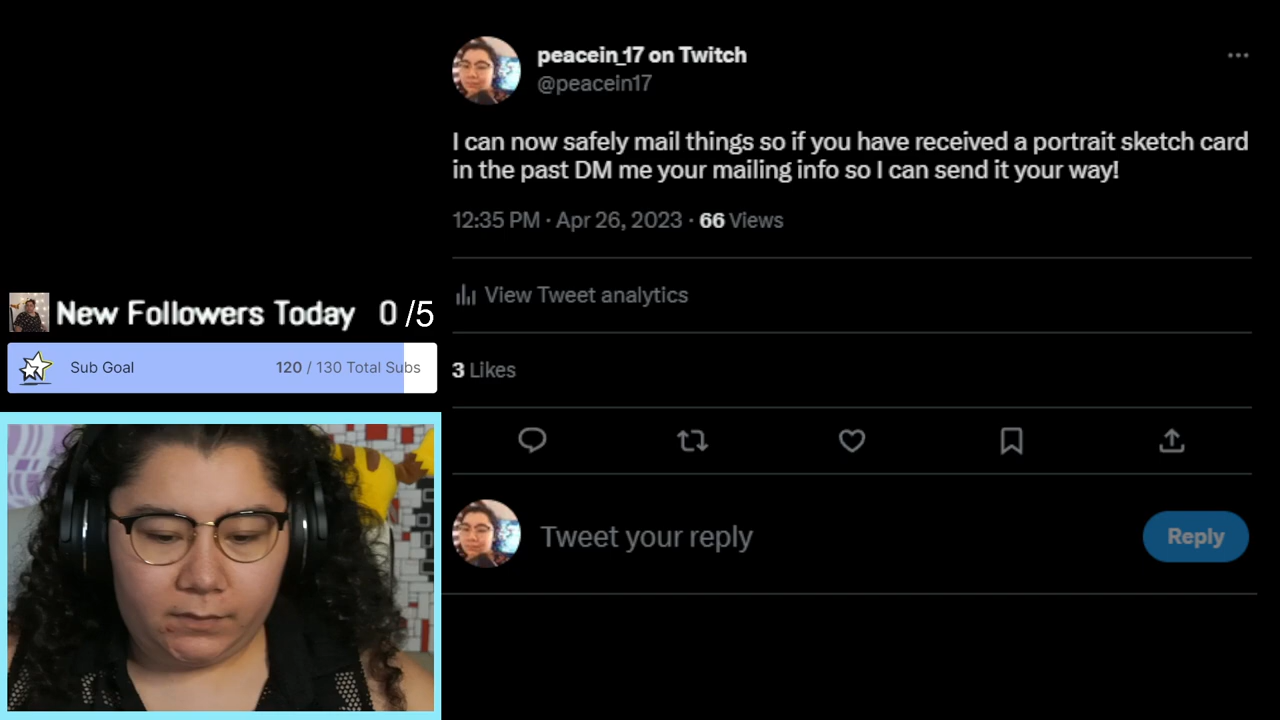 peacein_17 on Twitch
@peacein17
I can now safely mail things so if you have received a portrait sketch card
in the past DM me your mailing info so I can send it your way!
12:35 PM · Apr 26, 2023 · 66 Views
View Tweet analytics
3 Likes
Tweet your reply
Reply
New Followers Today 0 /5
Sub Goal 120 / 130 Total Subs